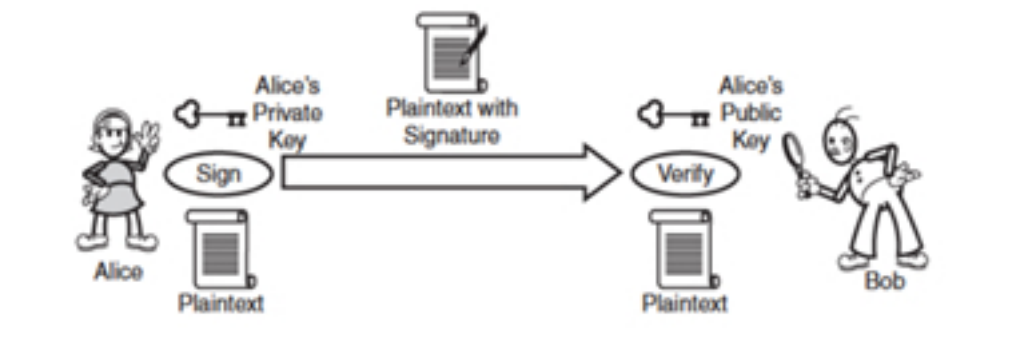 Alice's
Private
Key
Sign
Plaintext
Alice
Plaintext with
Signature
Alice's
Public
Key
Verify
Plaintext
Bob